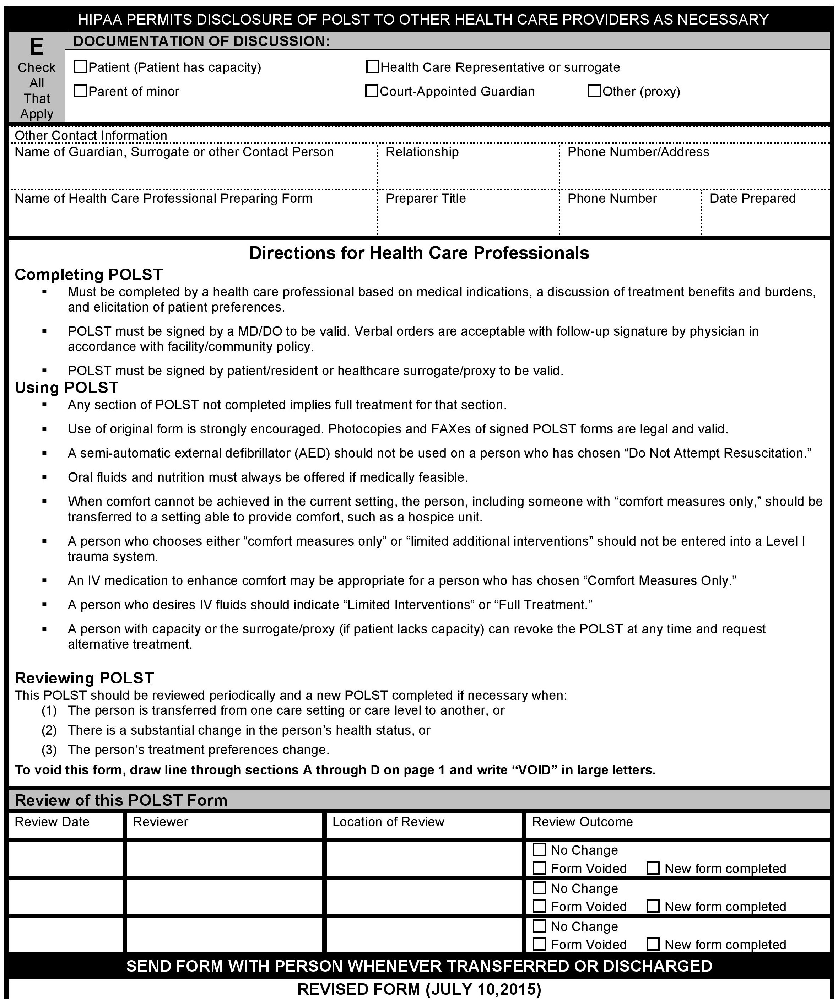 HIPAA PERMITS DISCLOSURE OF POLST TO OTHER HEALTH CARE PROVIDERS AS NECESSARY
E
Check
All
That
Apply
DOCUMENTATION OF DISCUSSION:
Patient (Patient has capacity) Health Care Representative or surrogate
Parent of minor Court-Appointed Guardian Other (proxy)
Other Contact Information
Name of Guardian, Surrogate or other Contact Person Relationship Phone Number/Address
Name of Health Care Professional Preparing Form Preparer Title Phone Number Date Prepared
Directions for Health Care Professionals
Completing POLST
▪ Must be completed by a health care professional based on medical indications, a discussion of treatment benefits and burdens,
and elicitation of patient preferences.
▪ POLST must be signed by a MD/DO to be valid. Verbal orders are acceptable with follow-up signature by physician in
accordance with facility/community policy.
▪ POLST must be signed by patient/resident or healthcare surrogate/proxy to be valid.
Using POLST
▪ Any section of POLST not completed implies full treatment for that section.
▪ Use of original form is strongly encouraged. Photocopies and FAXes of signed POLST forms are legal and valid.
▪ A semi-automatic external defibrillator (AED) should not be used on a person who has chosen “Do Not Attempt Resuscitation.”
▪ Oral fluids and nutrition must always be offered if medically feasible.
▪ When comfort cannot be achieved in the current setting, the person, including someone with “comfort measures only,” should be
transferred to a setting able to provide comfort, such as a hospice unit.
▪ A person who chooses either “comfort measures only” or “limited additional interventions” should not be entered into a Level I
trauma system.
▪ An IV medication to enhance comfort may be appropriate for a person who has chosen “Comfort Measures Only.”
▪ A person who desires IV fluids should indicate “Limited Interventions” or “Full Treatment.”
▪ A person with capacity or the surrogate/proxy (if patient lacks capacity) can revoke the POLST at any time and request
alternative treatment.
Reviewing POLST
This POLST should be reviewed periodically and a new POLST completed if necessary when:
(1) The person is transferred from one care setting or care level to another, or
(2) There is a substantial change in the person’s health status, or
(3) The person’s treatment preferences change.
To void this form, draw line through sections A through D on page 1 and write “VOID” in large letters.
Review of this POLST Form
Review Date Reviewer Location of Review Review Outcome
No Change
Form Voided New form completed
No Change
Form Voided New form completed
No Change
Form Voided New form completed
SEND FORM WITH PERSON WHENEVER TRANSFERRED OR DISCHARGED
REVISED FORM (JULY 10,2015)